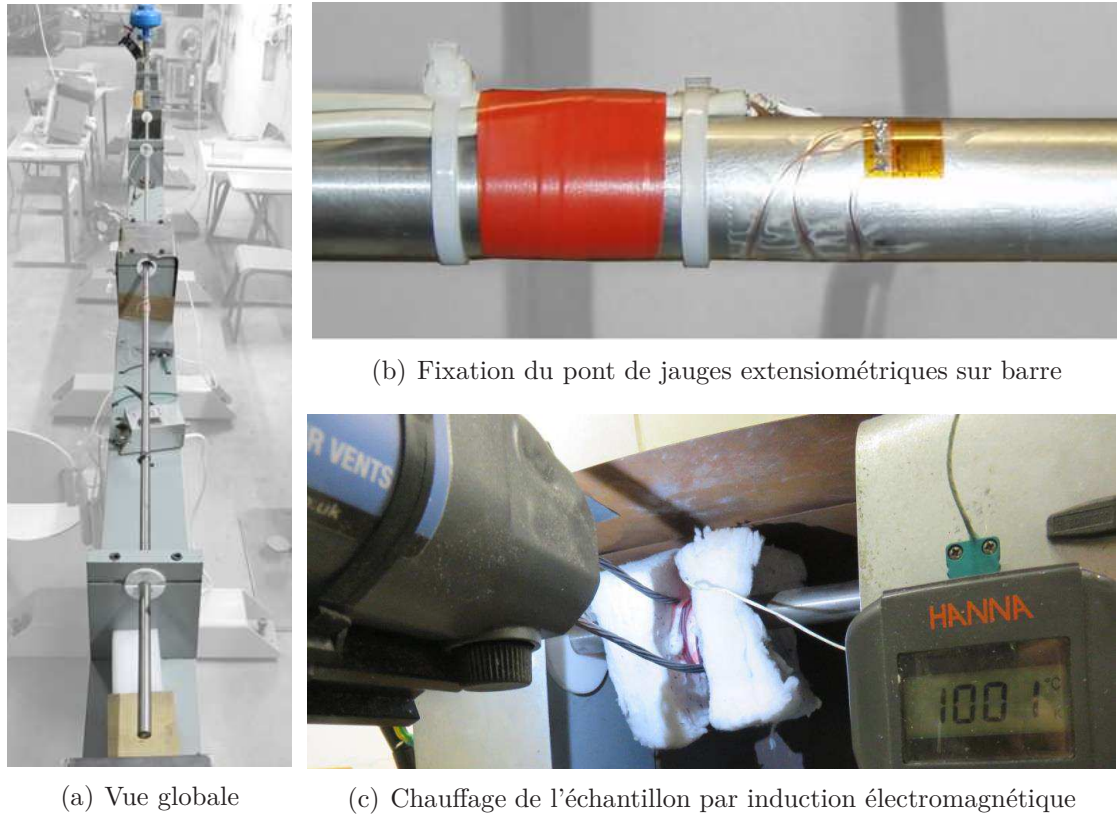 (a) Vue globale
(b) Fixation du pont de jauges extensiométriques sur barre
R VENTS
o.uk
HANNA
1001 °C
(c) Chauffage de l'échantillon par induction électromagnétique